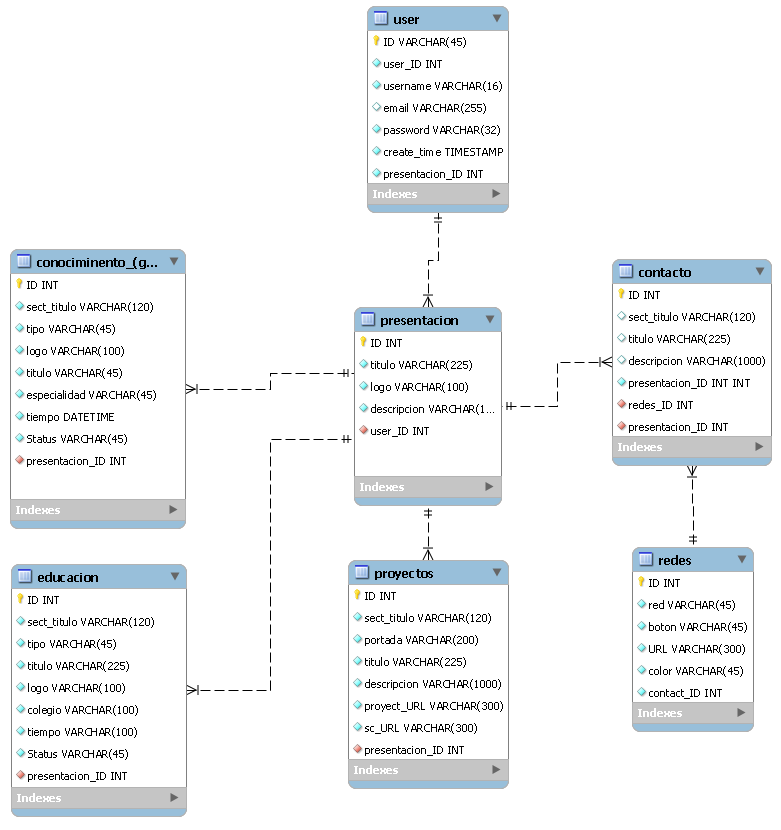 user
ID VARCHAR(45)
user_ID INT
username VARCHAR(16)
email VARCHAR(255)
password VARCHAR(32)
create_time TIMESTAMP
presentacion_ID INT
Indexes
conociminento_(g...
ID INT
sect_titulo VARCHAR(120)
tipo VARCHAR(45)
logo VARCHAR(100)
titulo VARCHAR(45)
especialidad VARCHAR(45)
tiempo DATETIME
Status VARCHAR(45)
presentacion_ID INT
Indexes
presentacion
ID INT
titulo VARCHAR(225)
logo VARCHAR(100)
descripcion VARCHAR(1...
user_ID INT
Indexes
contacto
ID INT
sect_titulo VARCHAR(120)
titulo VARCHAR(225)
descripcion VARCHAR(1000)
presentacion_ID INT INT
redes_ID INT
presentacion_ID INT
Indexes
educacion
ID INT
sect_titulo VARCHAR(120)
tipo VARCHAR(45)
titulo VARCHAR(225)
logo VARCHAR(100)
colegio VARCHAR(100)
tiempo VARCHAR(100)
Status VARCHAR(45)
presentacion_ID INT
Indexes
proyectos
ID INT
sect_titulo VARCHAR(120)
portada VARCHAR(200)
titulo VARCHAR(225)
descripcion VARCHAR(1000)
proyect_URL VARCHAR(300)
sc_URL VARCHAR(300)
presentacion_ID INT
Indexes
redes
ID INT
red VARCHAR(45)
boton VARCHAR(45)
URL VARCHAR(300)
color VARCHAR(45)
contact_ID INT
Indexes